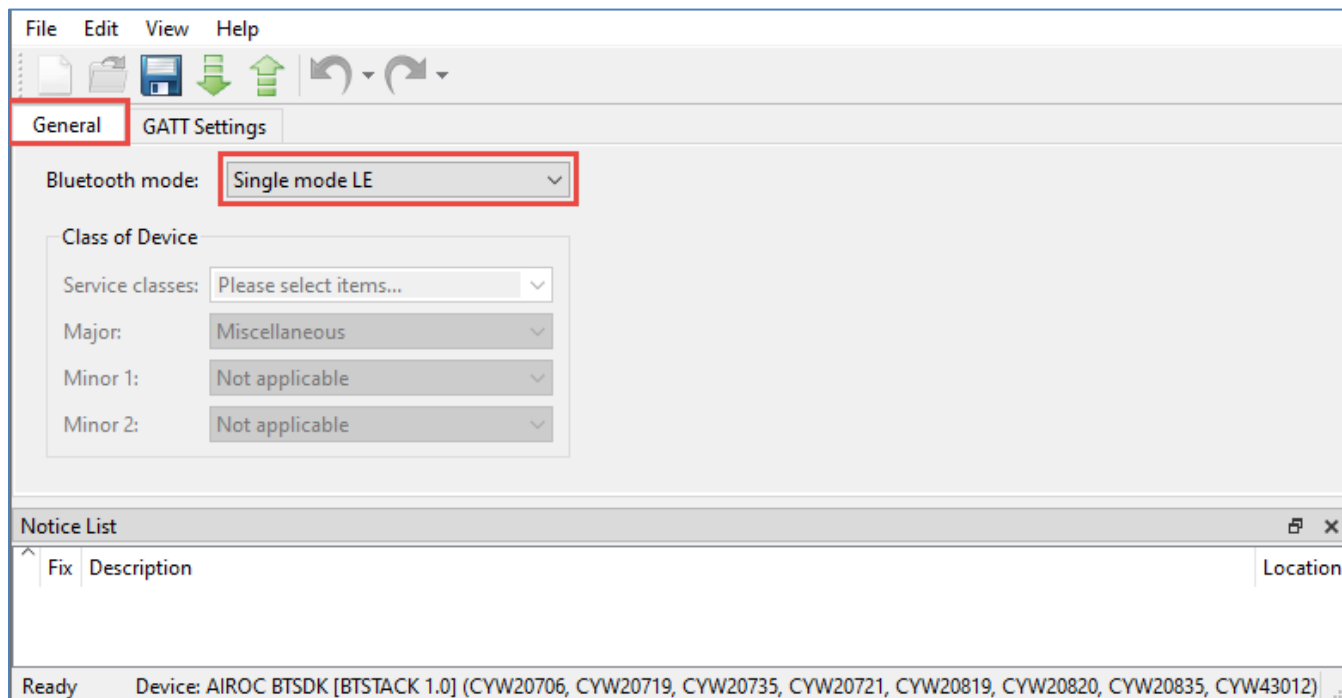 File Edit View Help
General GATT Settings
Bluetooth mode: Single mode LE
Class of Device
Service classes: Please select items...
Major: Miscellaneous
Minor 1: Not applicable
Minor 2: Not applicable
Notice List
Fix Description Location
Ready Device: AIROC BTSDK [BTSTACK 1.0] (CYW20706, CYW20719, CYW20735, CYW20721, CYW20819, CYW20820, CYW20835, CYW43012)